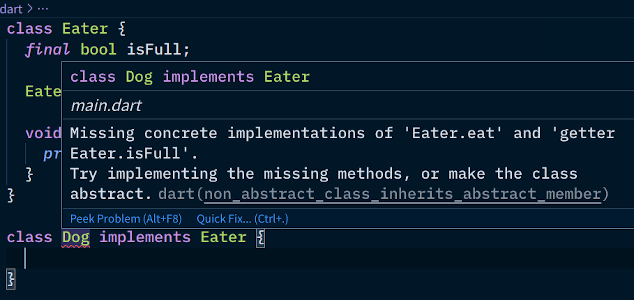 dart > ...
class Eater {
final bool isFull;
class Dog implements Eater
Eate
main.dart
void
Missing concrete implementations of 'Eater.eat' and 'getter
pr
Eater.isFull'.
}
Try implementing the missing methods, or make the class
}
abstract. dart(non_abstract_class_inherits_abstract_member)
Peek Problem (Alt+F8) Quick Fix... (Ctrl+.)
class Dog implements Eater {
}